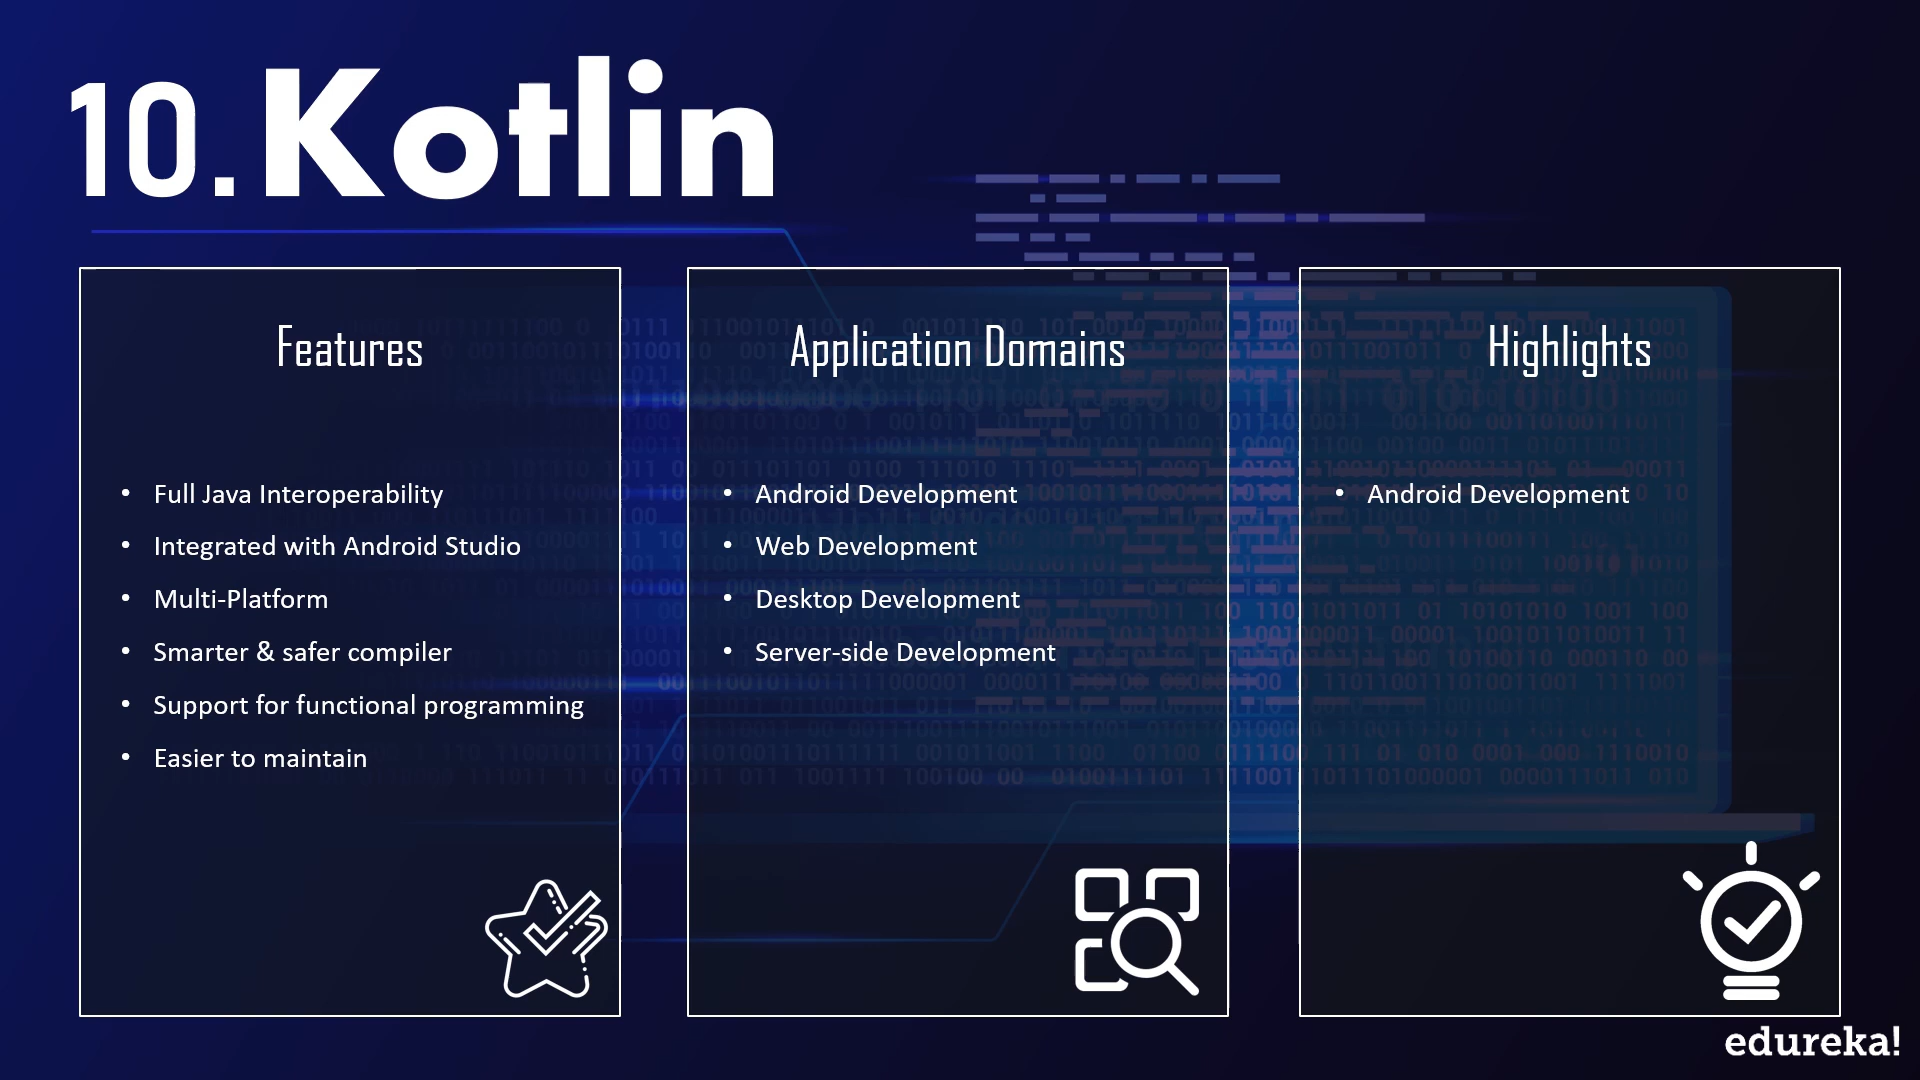 10. Kotlin
Features
• Full Java Interoperability
• Integrated with Android Studio
• Multi-Platform
• Smarter & safer compiler
• Support for functional programming
• Easier to maintain
Application Domains
• Android Development
• Web Development
• Desktop Development
• Server-side Development
Highlights
• Android Development
edureka!